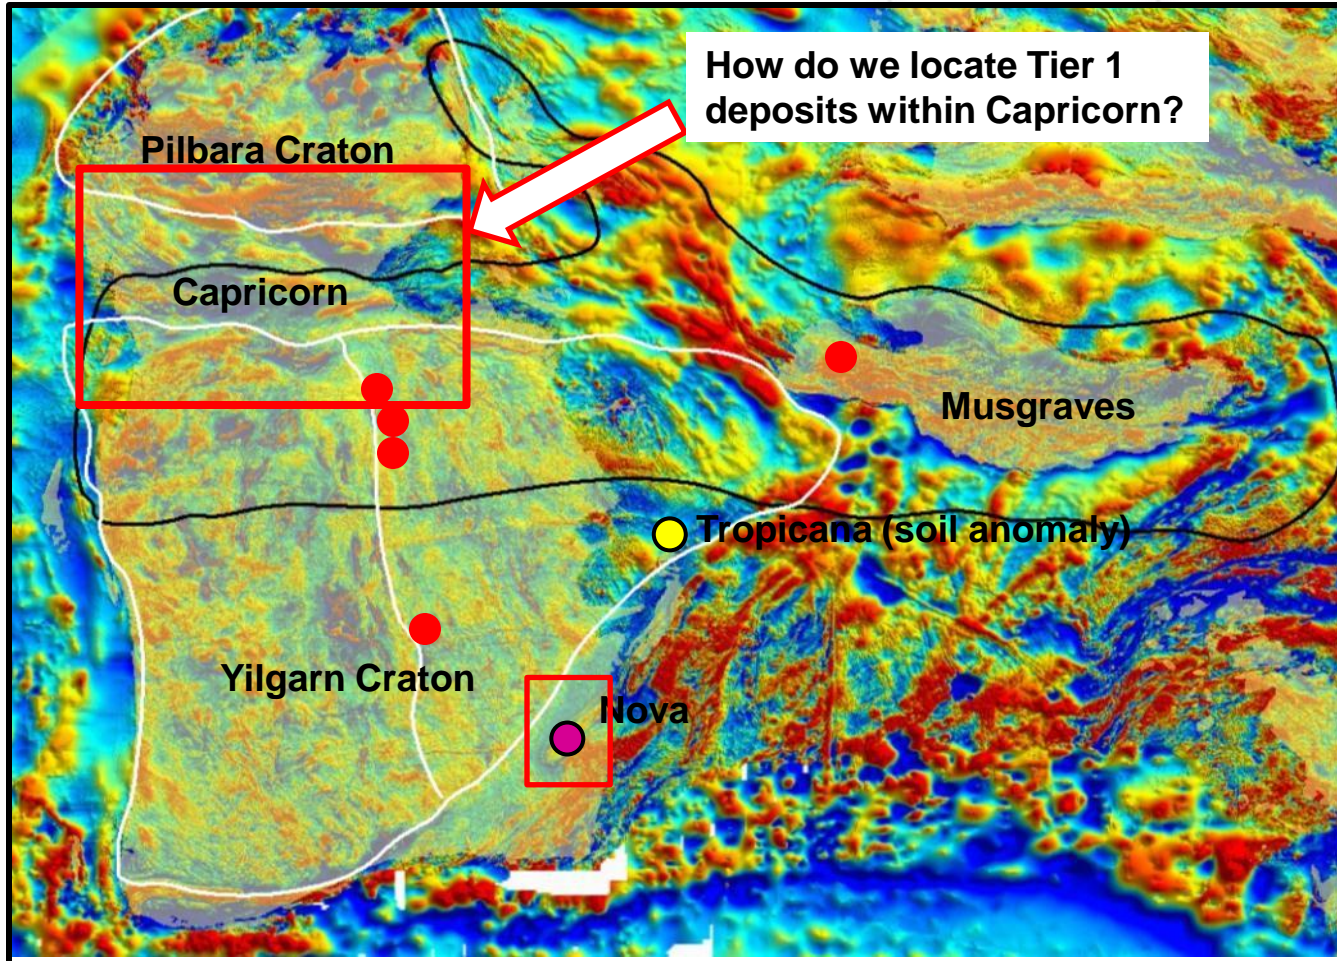 How do we locate Tier 1
deposits within Capricorn?
Pilbara Craton
Capricorn
Musgraves
Tropicana (soil anomaly)
Yilgarn Craton
Nova